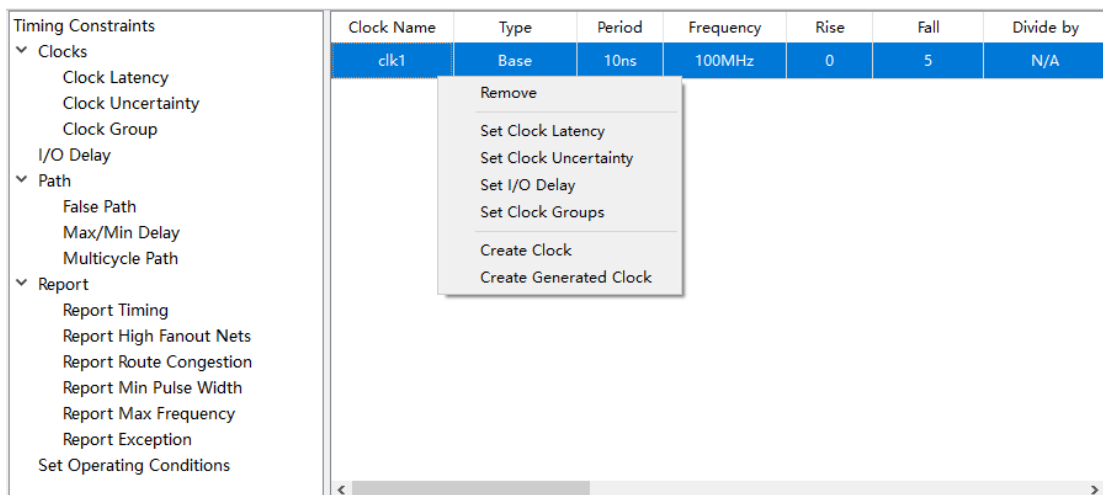 Timing Constraints
Clocks
Clock Latency
Clock Uncertainty
Clock Group
I/O Delay
Path
False Path
Max/Min Delay
Multicycle Path
Report
Report Timing
Report High Fanout Nets
Report Route Congestion
Report Min Pulse Width
Report Max Frequency
Report Exception
Set Operating Conditions
Clock Name Type Period Frequency Rise Fall Divide by
clk1 Base 10ns 100MHz 0 5 N/A
Remove
Set Clock Latency
Set Clock Uncertainty
Set I/O Delay
Set Clock Groups
Create Clock
Create Generated Clock